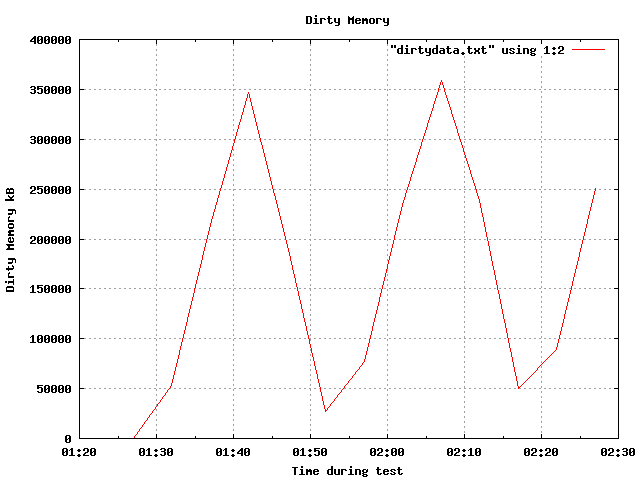 Dirty Memory
"dirtydata.txt" using 1:2
400000
350000
300000
250000
200000
150000
100000
50000
0
Dirty Memory kB
01:20 01:30 01:40 01:50 02:00 02:10 02:20 02:30
Time during test